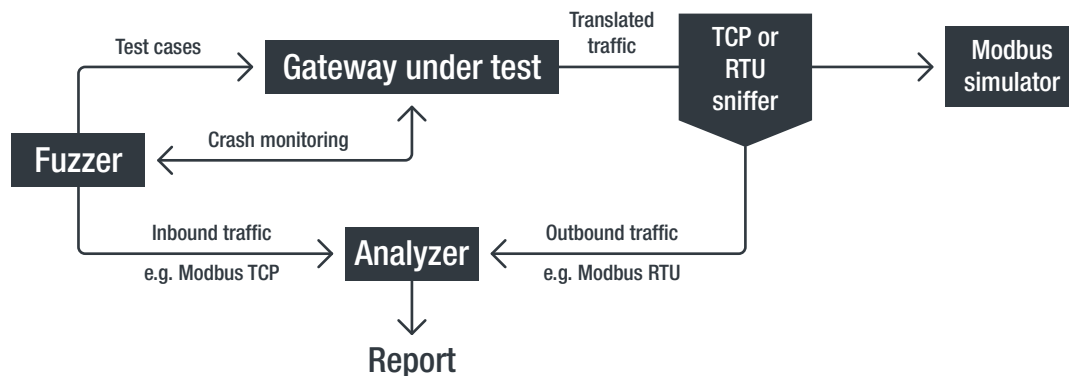 Test cases
Gateway under test
Translated
traffic
TCP or
RTU
sniffer
Modbus
simulator
Crash monitoring
Fuzzer
Inbound traffic
e.g. Modbus TCP
Analyzer
Outbound traffic
e.g. Modbus RTU
Report